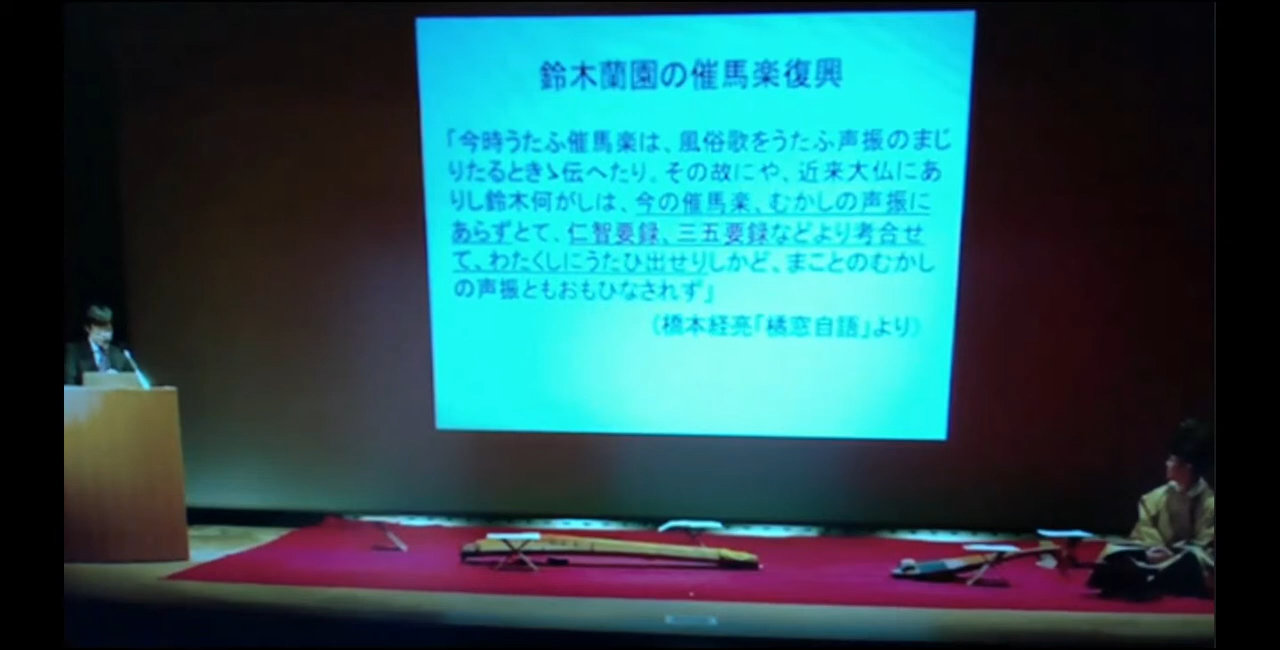 鈴木蘭園の催馬楽復興
「今時うたふ催馬楽は、風俗歌をうたふ声振のまじ
りたるときゝ伝へたり。その故にや、近来大仏にあ
りし鈴木何がしは、今の催馬楽、むかしの声振に
あらずとて、仁智要録、三五要録などより考合せ
て、わたくしにうたひ出せりしかど、まことのむかし
の声振ともおもひなされず」
（橋本経亮「橘窓自語」より）